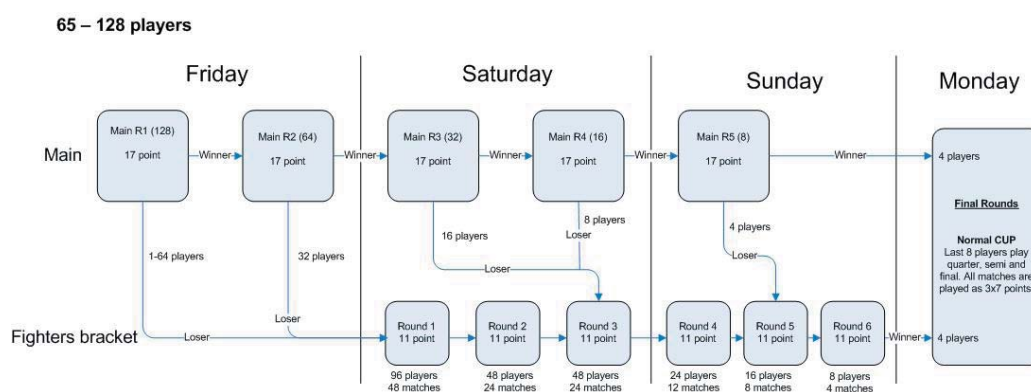 65 – 128 players
Friday
Saturday
Sunday
Monday
Main
Main R1 (128)
17 point
Winner
Main R2 (64)
17 point
Winner
Main R3 (32)
17 point
Winner
Main R4 (16)
17 point
Winner
Main R5 (8)
17 point
Winner
4 players
1-64 players
32 players
16 players
8 players
Loser
4 players
Loser
Loser
Final Rounds
Normal CUP
Last 8 players play
quarter, semi and
final. All matches are
played as 3x7 points
Fighters bracket
Loser
Loser
Round 1
11 point
Round 2
11 point
Round 3
11 point
Round 4
11 point
Round 5
11 point
Round 6
11 point
Winner
4 players
96 players
48 matches
48 players
24 matches
48 players
24 matches
24 players
12 matches
16 players
8 matches
8 players
4 matches